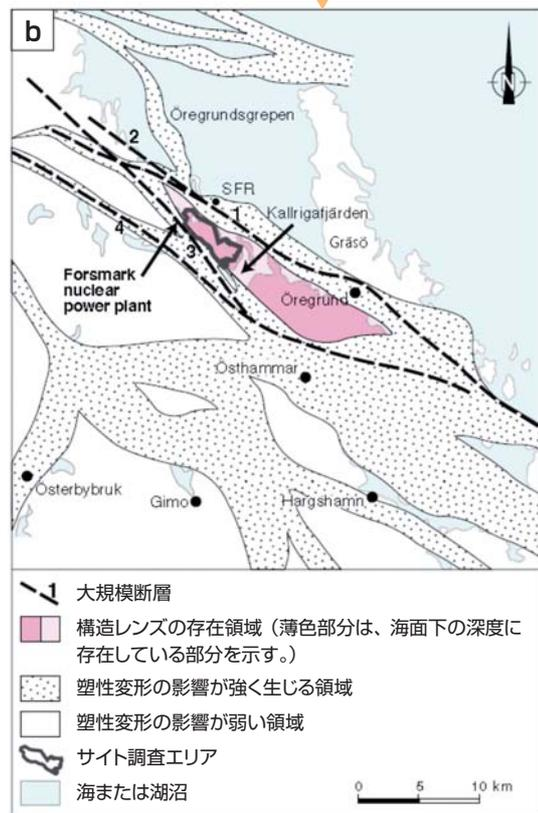 b
N
Öregrundsgrepen
2
SFR
1
Kallrigafjärden
Gräsö
4
3
Forsmark
nuclear
power plant
Öregrund
Östhammar
Österbybruk
Gimo
Hargshamn
1 大規模断層
構造レンズの存在領域（薄色部分は、海面下の深度に
存在している部分を示す。）
塑性変形の影響が強く生じる領域
塑性変形の影響が弱い領域
サイト調査エリア
海または湖沼
0 5 10 km